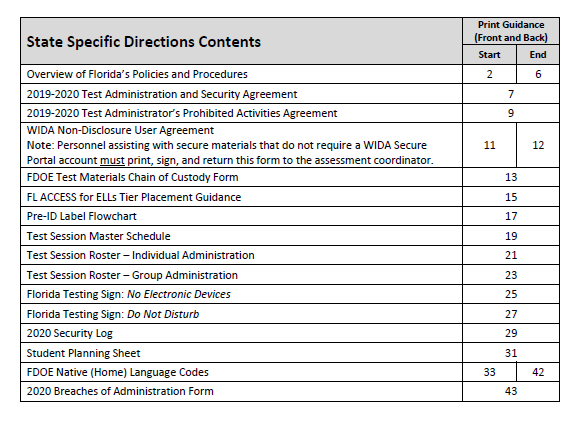 State Specific Directions Contents
Print Guidance
(Front and Back)
Start End
Overview of Florida's Policies and Procedures 2 6
2019-2020 Test Administration and Security Agreement 7
2019-2020 Test Administrator's Prohibited Activities Agreement 9
WIDA Non-Disclosure User Agreement
Note: Personnel assisting with secure materials that do not require a WIDA Secure
Portal account must print, sign, and return this form to the assessment coordinator. 11 12
FDOE Test Materials Chain of Custody Form 13
FL ACCESS for ELLs Tier Placement Guidance 15
Pre-ID Label Flowchart 17
Test Session Master Schedule 19
Test Session Roster – Individual Administration 21
Test Session Roster – Group Administration 23
Florida Testing Sign: No Electronic Devices 25
Florida Testing Sign: Do Not Disturb 27
2020 Security Log 29
Student Planning Sheet 31
FDOE Native (Home) Language Codes 33 42
2020 Breaches of Administration Form 43